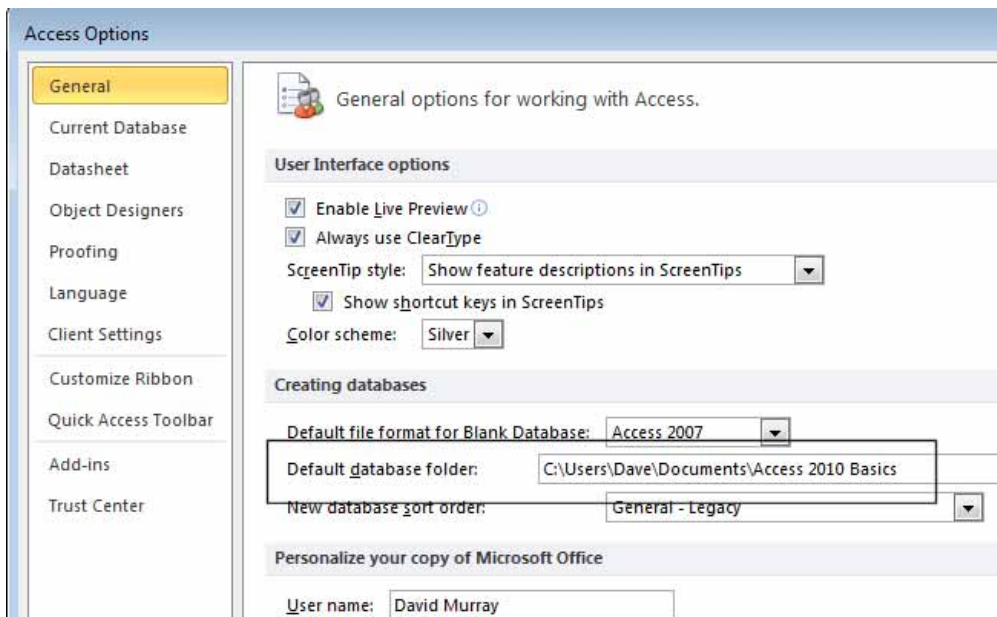 Access Options
General
Current Database
Datasheet
Object Designers
Proofing
Language
Client Settings
Customize Ribbon
Quick Access Toolbar
Add-ins
Trust Center
General options for working with Access.
User Interface options
Enable Live Preview
Always use ClearType
ScreenTip style: Show feature descriptions in ScreenTips
Show shortcut keys in ScreenTips
Color scheme: Silver
Creating databases
Default file format for Blank Database: Access 2007
Default database folder: C:\Users\Dave\Documents\Access 2010 Basics
New database sort order: General - Legacy
Personalize your copy of Microsoft Office
User name: David Murray